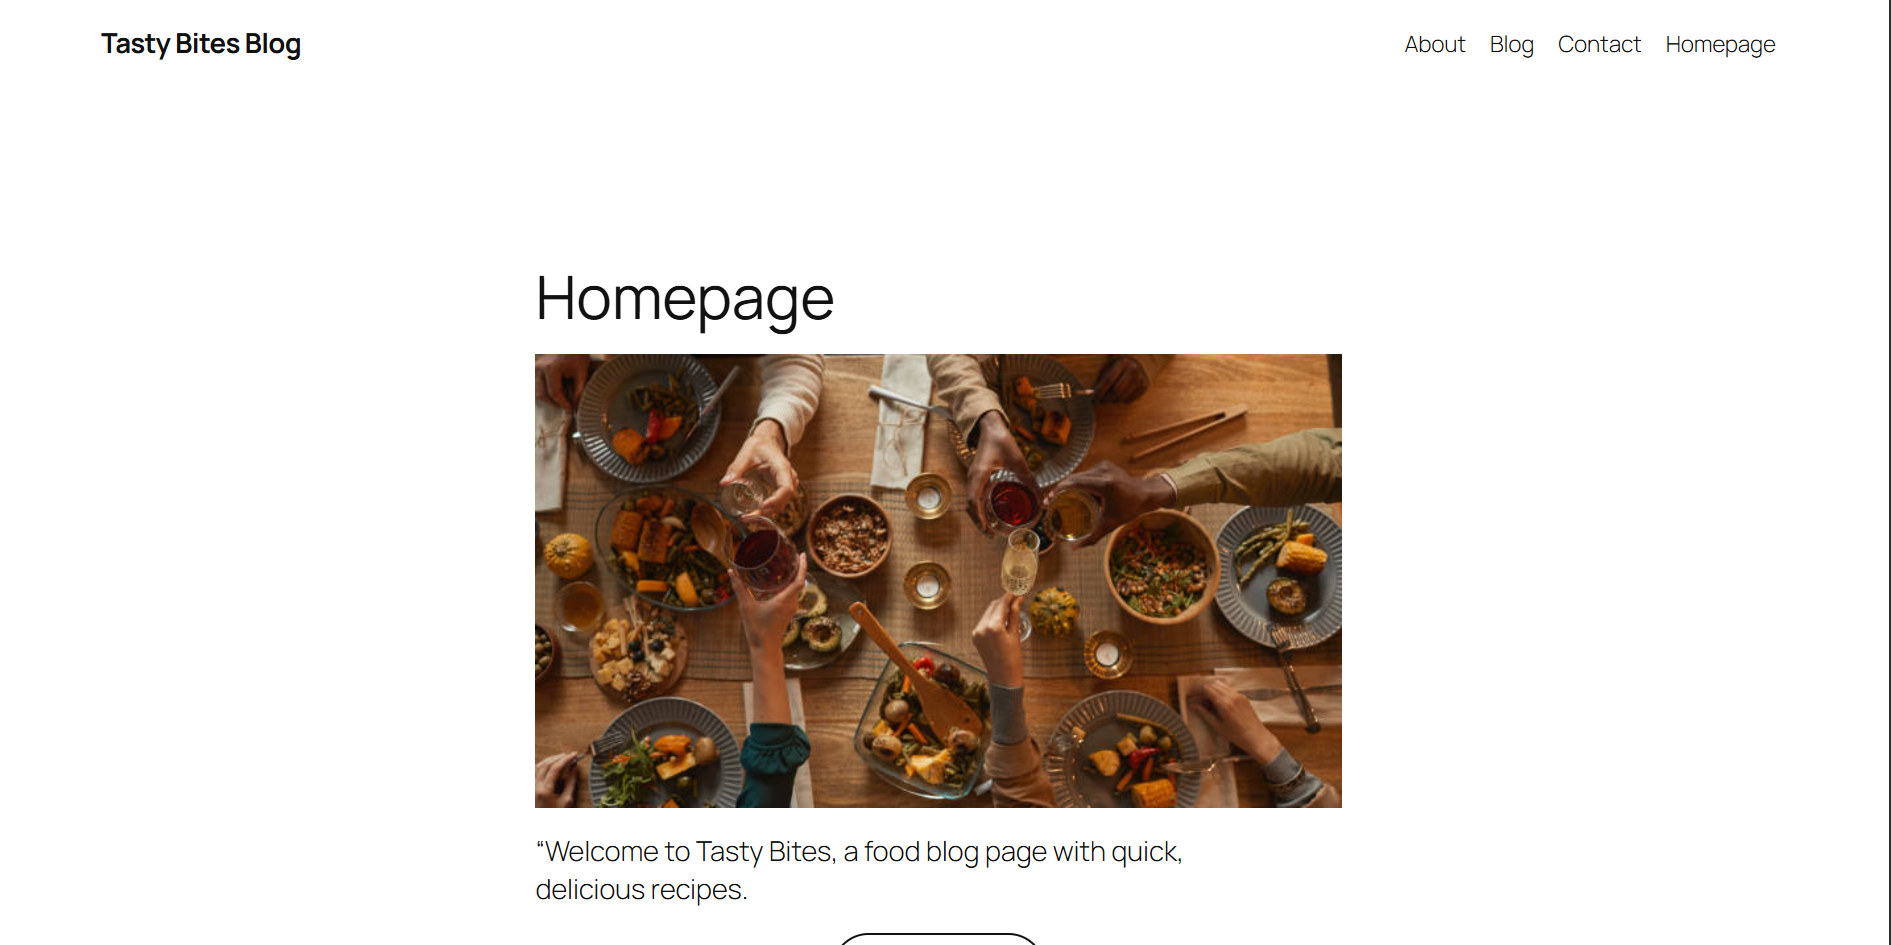 Tasty Bites Blog
About Blog Contact Homepage
Homepage
“Welcome to Tasty Bites, a food blog page with quick,
delicious recipes.